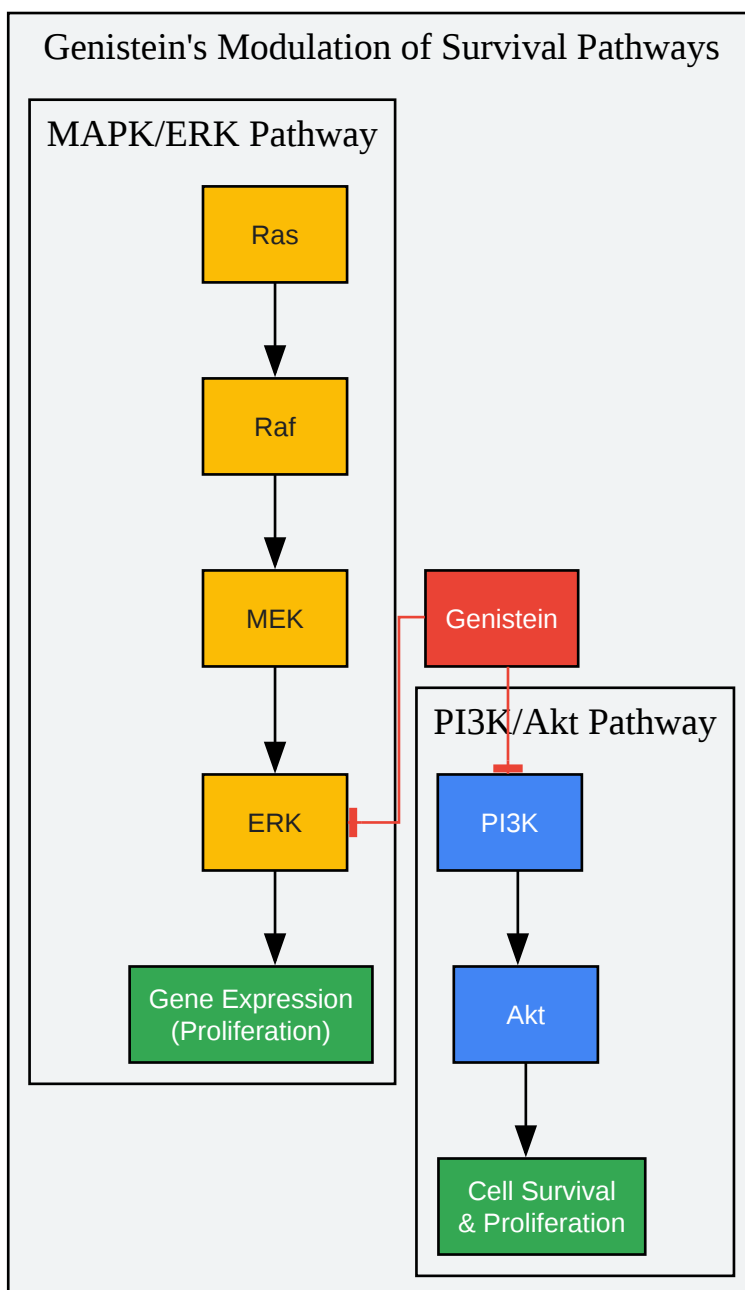 Genistein's Modulation of Survival Pathways
MAPK/ERK Pathway
Ras
Raf
MEK
Genistein
PI3K/Akt Pathway
ERK
PI3K
Gene Expression
(Proliferation)
Akt
Cell Survival
& Proliferation